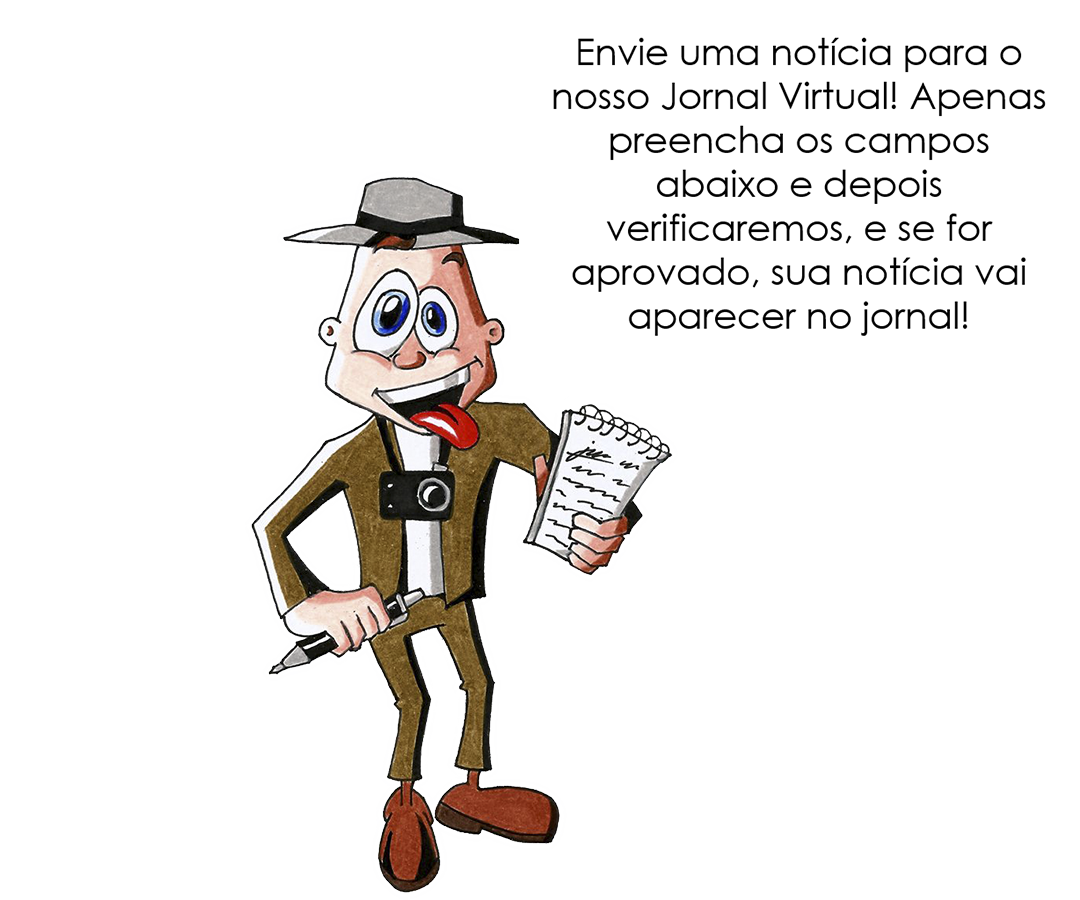 Envie uma notícia para o
nosso Jornal Virtual! Apenas
preencha os campos
abaixo e depois
verificaremos, e se for
aprovado, sua notícia vai
aparecer no jornal!